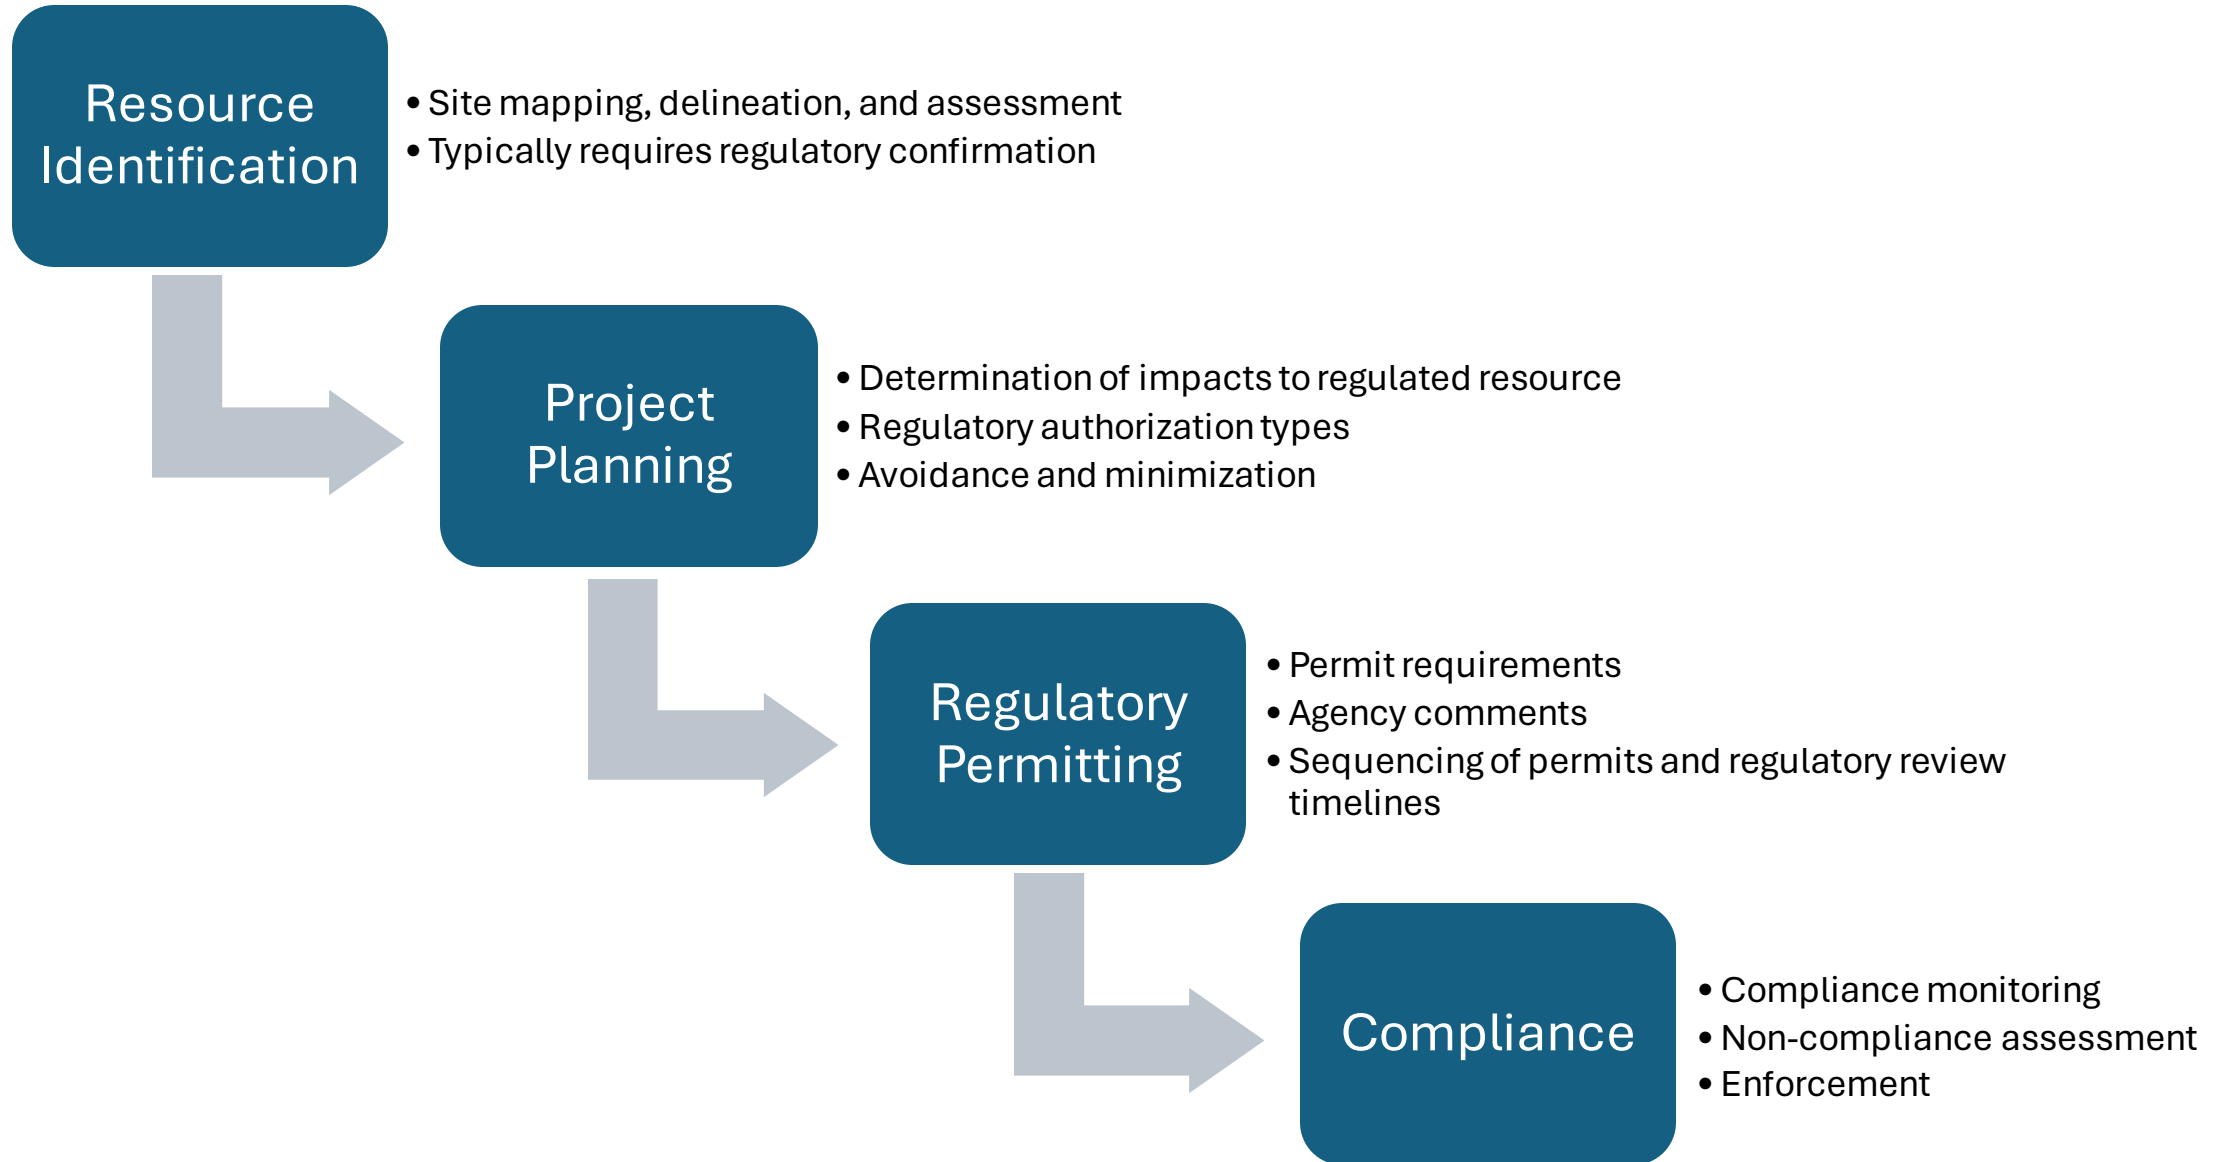 Resource
Identification
• Site mapping, delineation, and assessment
• Typically requires regulatory confirmation
Project
Planning
• Determination of impacts to regulated resource
• Regulatory authorization types
• Avoidance and minimization
Regulatory
Permitting
• Permit requirements
• Agency comments
• Sequencing of permits and regulatory review
timelines
Compliance
• Compliance monitoring
• Non-compliance assessment
• Enforcement